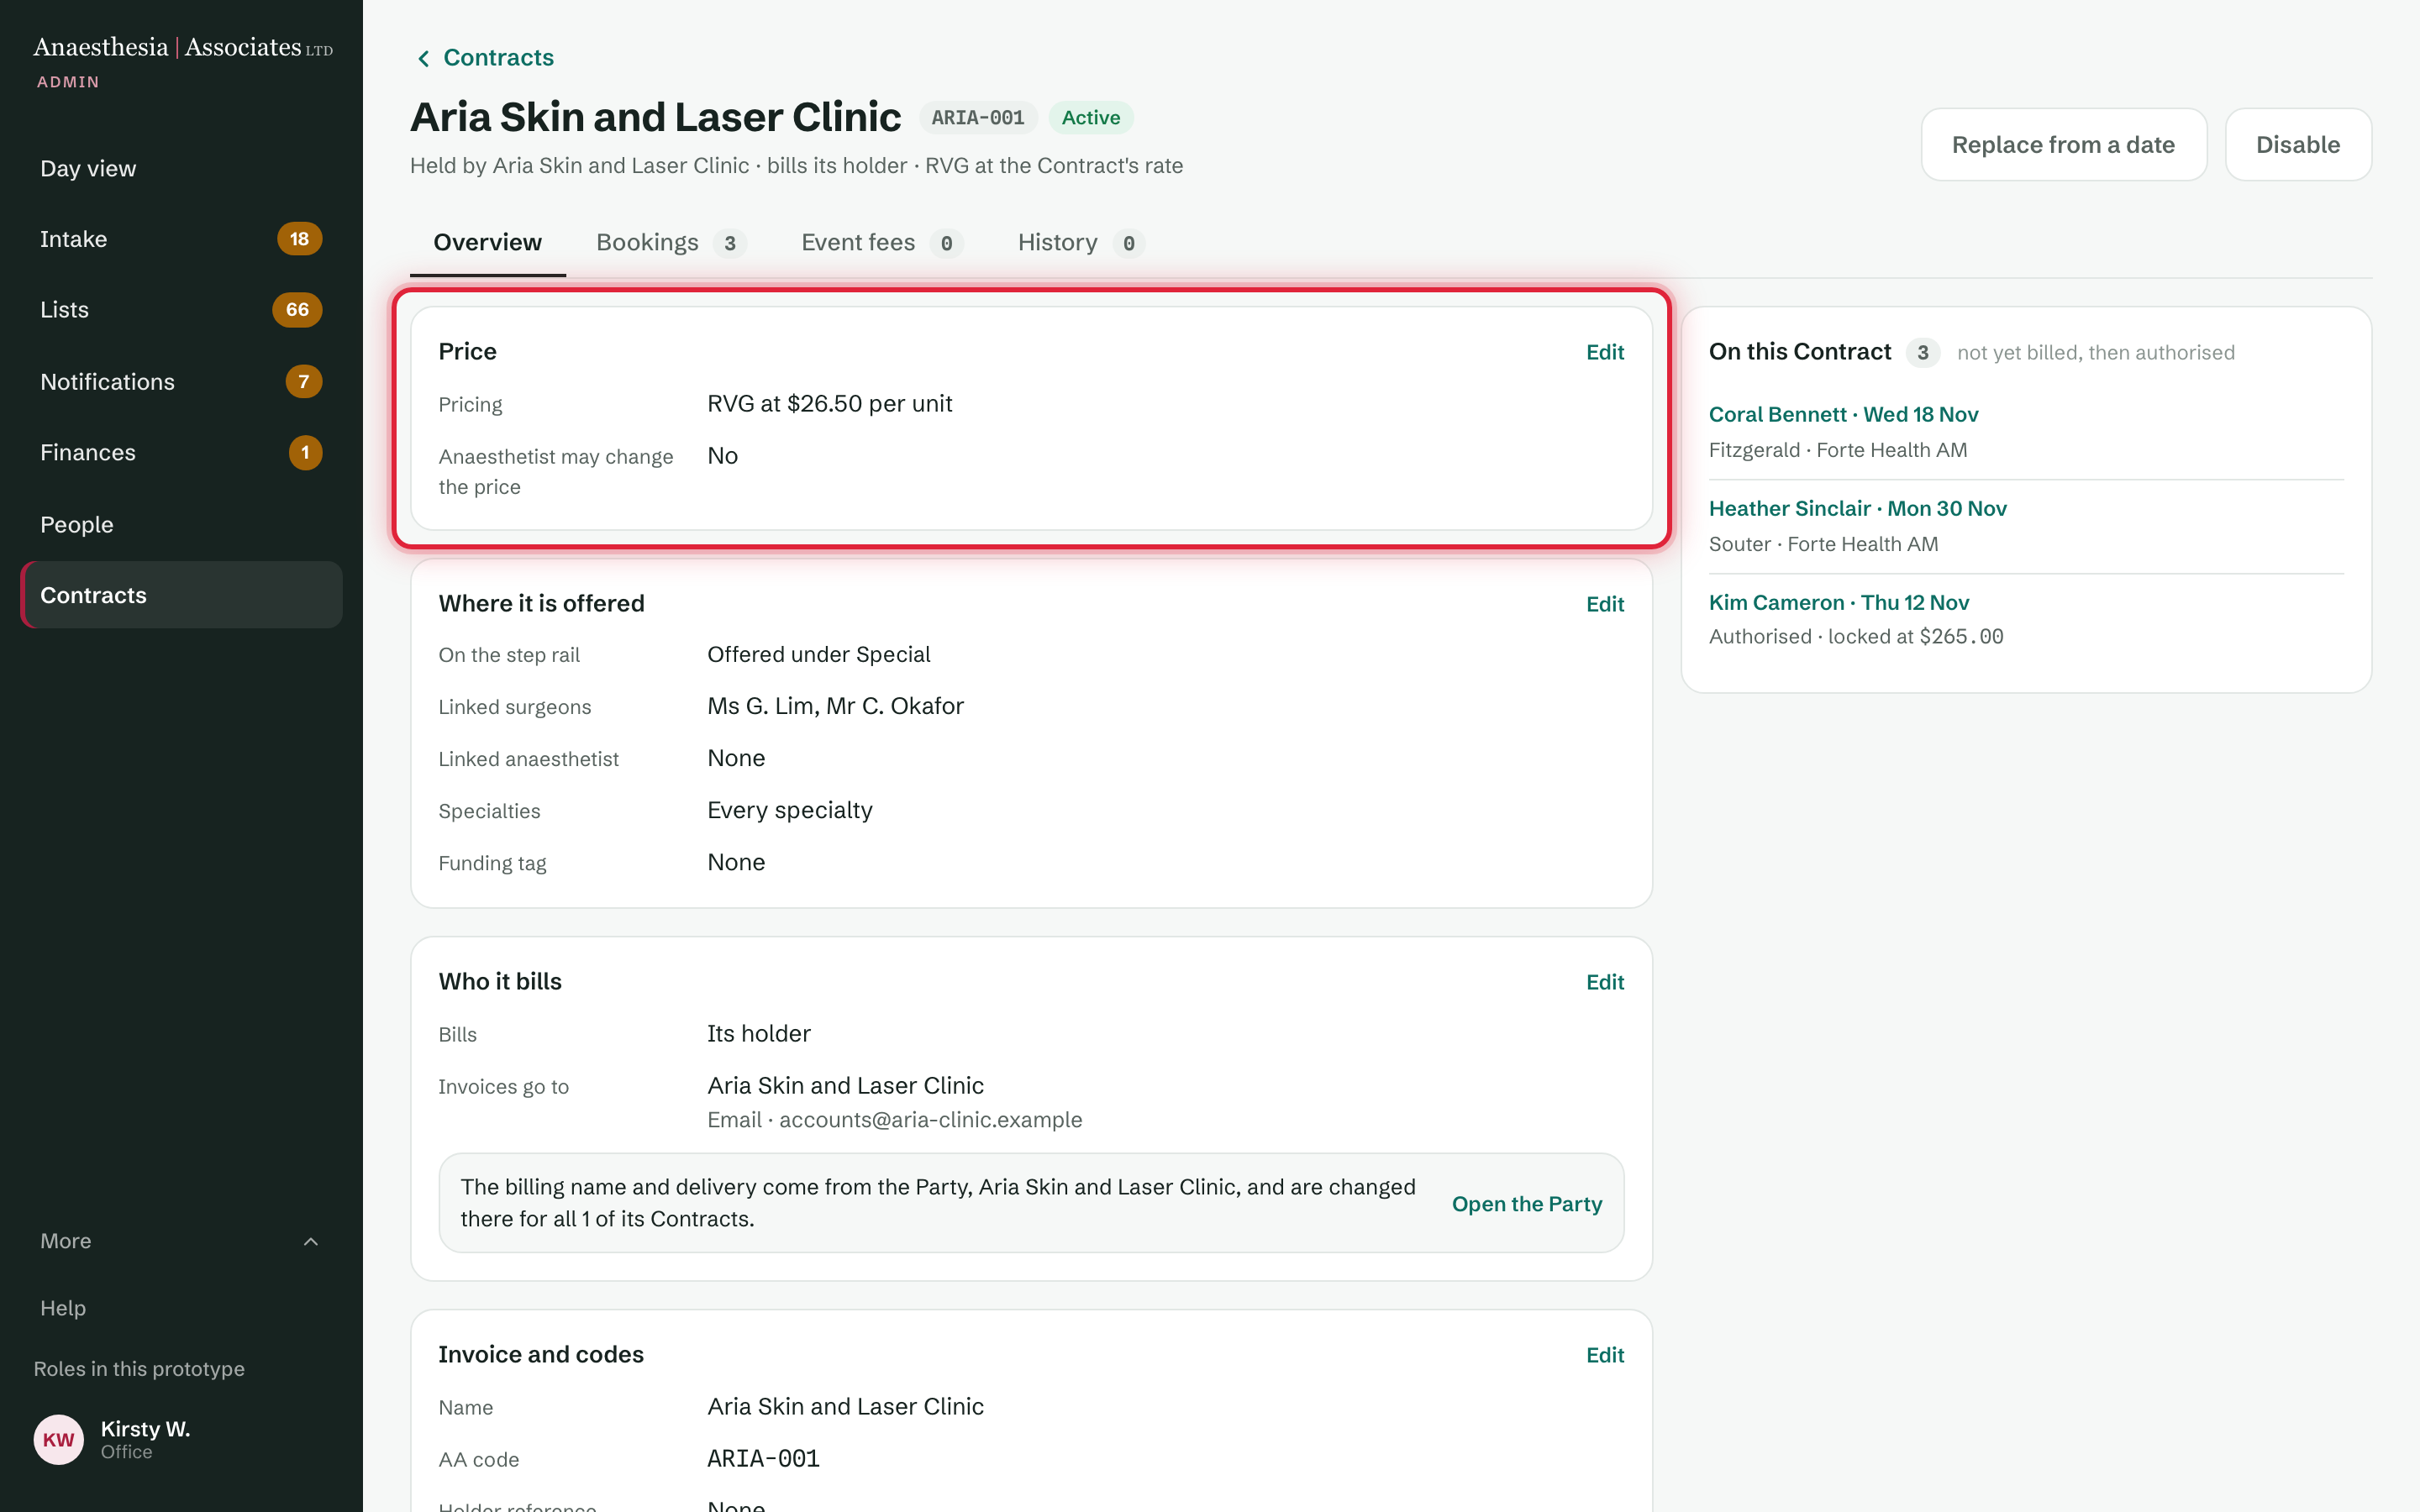 Anaesthesia | Associates LTD
ADMIN
Day view
Intake 18
Lists 66
Notifications 7
Finances 1
People
Contracts
More
Help
Roles in this prototype
KW
Kirsty W.
Office
Contracts
Aria Skin and Laser Clinic ARIA-001 Active
Held by Aria Skin and Laser Clinic · bills its holder · RVG at the Contract's rate
Replace from a date
Disable
Overview Bookings 3 Event fees 0 History 0
Price Edit
Pricing RVG at $26.50 per unit
Anaesthetist may change No
the price
Where it is offered Edit
On the step rail Offered under Special
Linked surgeons Ms G. Lim, Mr C. Okafor
Linked anaesthetist None
Specialties Every specialty
Funding tag None
Who it bills Edit
Bills Its holder
Invoices go to Aria Skin and Laser Clinic
Email · accounts@aria-clinic.example
The billing name and delivery come from the Party, Aria Skin and Laser Clinic, and are changed
there for all 1 of its Contracts.
Open the Party
Invoice and codes Edit
Name Aria Skin and Laser Clinic
AA code ARIA-001
Holder reference None
On this Contract 3 not yet billed, then authorised
Coral Bennett · Wed 18 Nov
Fitzgerald · Forte Health AM
Heather Sinclair · Mon 30 Nov
Souter · Forte Health AM
Kim Cameron · Thu 12 Nov
Authorised · locked at $265.00